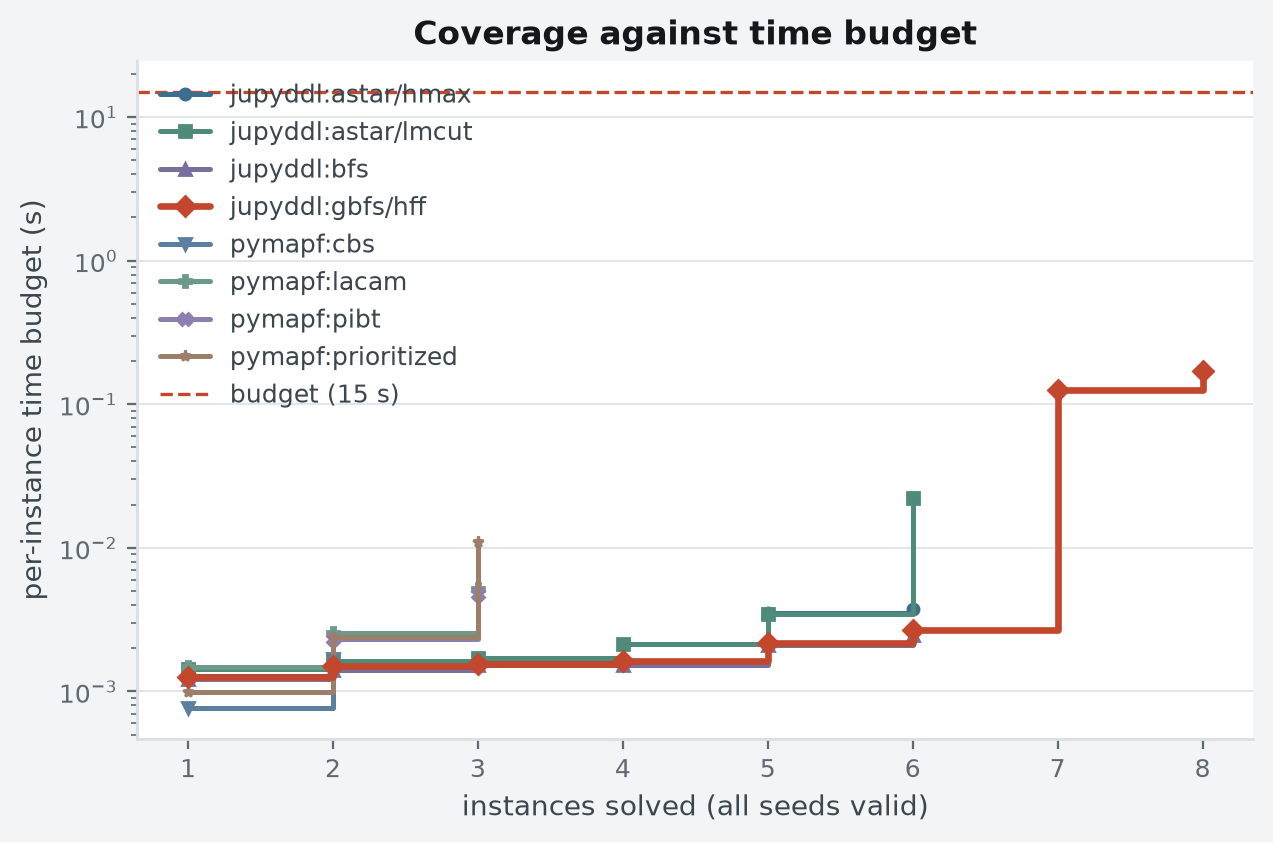 Coverage against time budget
per-instance time budget (s)
10¹
10⁰
10⁻¹
10⁻²
10⁻³
jupyddl:astar/hmax
jupyddl:astar/lmcut
jupyddl:bfs
jupyddl:gbfs/hff
pymapf:cbs
pymapf:lacam
pymapf:pibt
pymapf:prioritized
budget (15 s)
1 2 3 4 5 6 7 8
instances solved (all seeds valid)